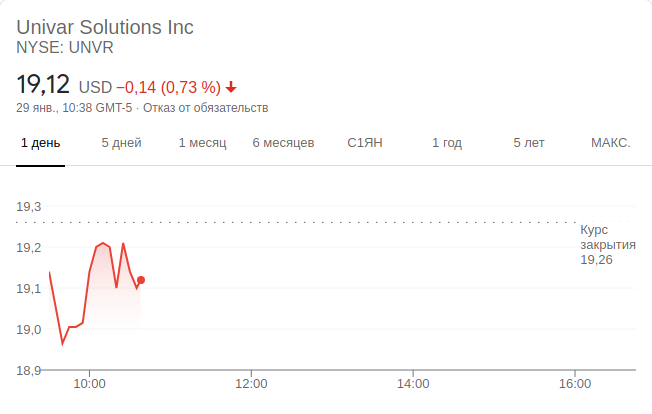 Univar Solutions Inc
NYSE: UNVR
19,12 USD −0,14 (0,73 %)
29 янв., 10:38 GMT-5 · Отказ от обязательств
1 день 5 дней 1 месяц 6 месяцев С1ЯН 1 год 5 лет МАКС.
19,3
Курс
закрытия
19,26
19,2
19,1
19,0
18,9
10:00 12:00 14:00 16:00